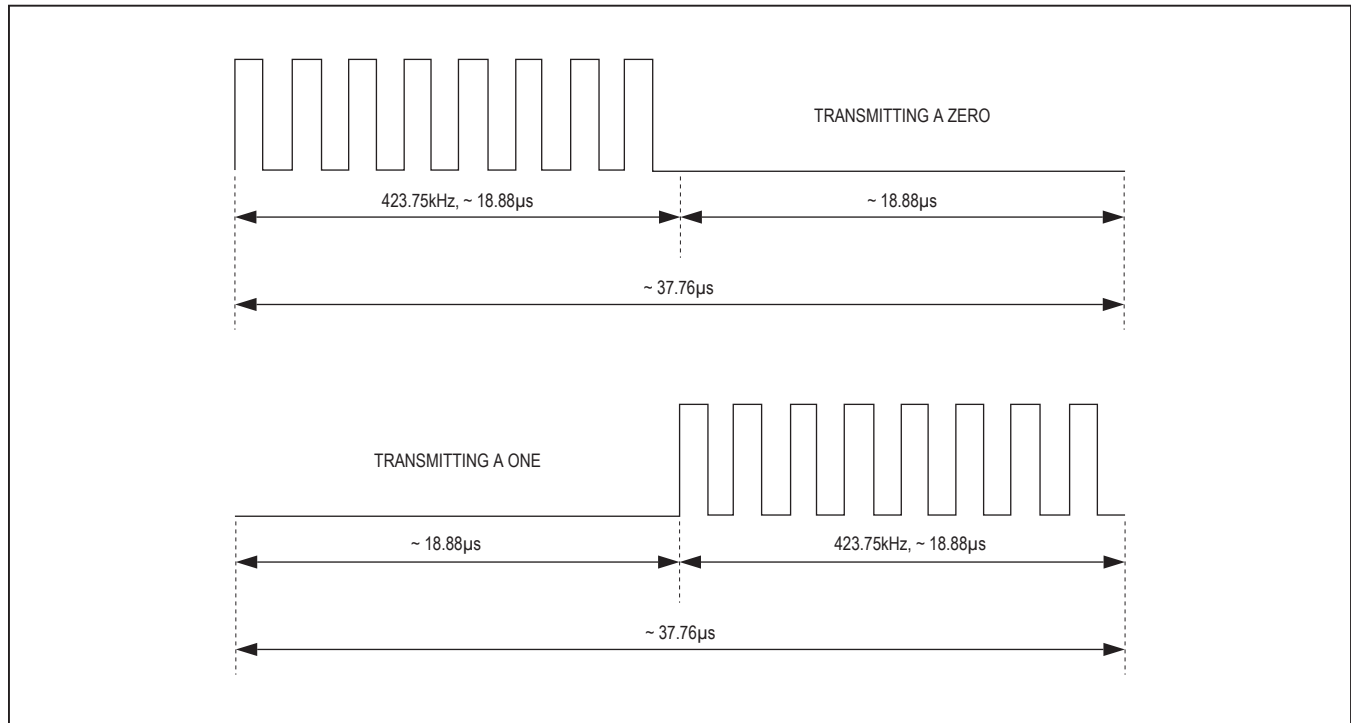 TRANSMITTING A ZERO
423.75kHz, ~ 18.88µs
~ 18.88µs
~ 37.76µs
TRANSMITTING A ONE
~ 18.88µs
423.75kHz, ~ 18.88µs
~ 37.76µs